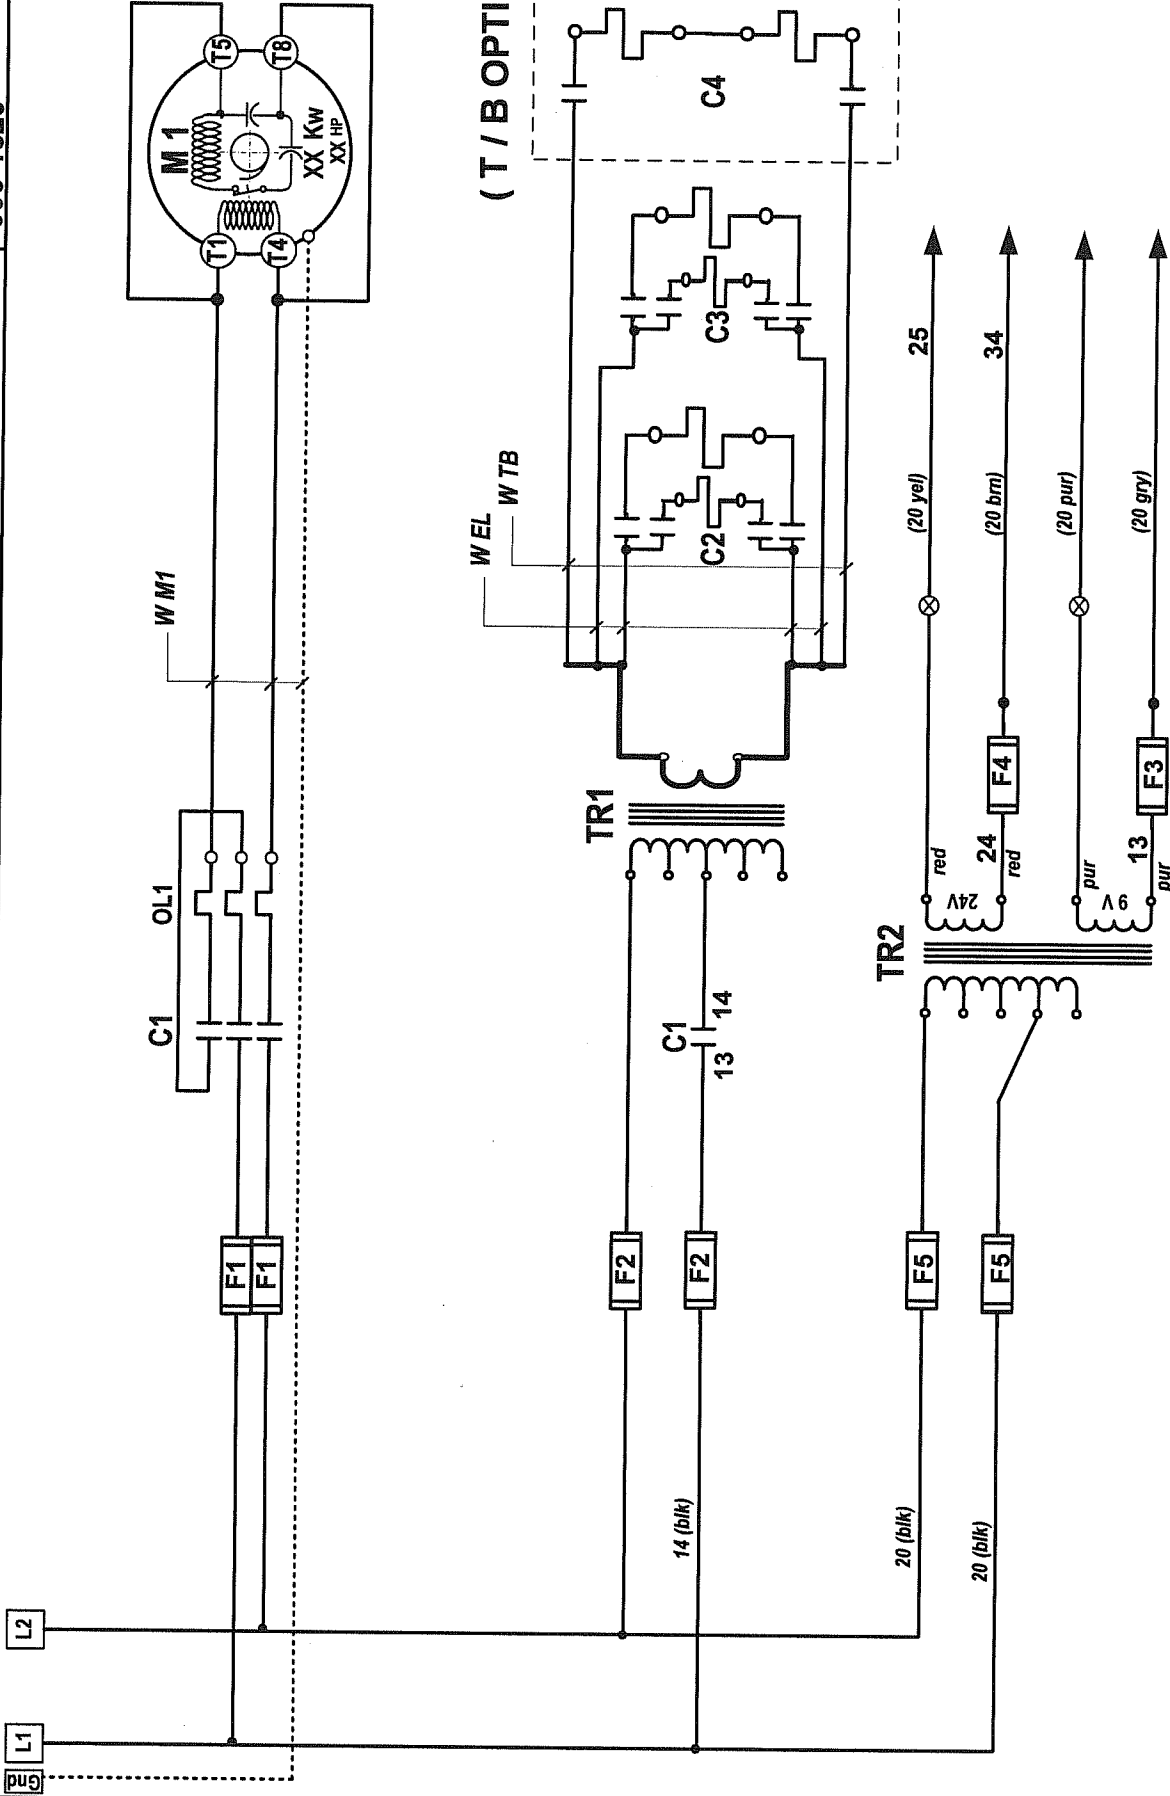 L1
L2
Gnd
F1
F1
C1
OL1
W M1
T1
T4
T5
T8
M 1
XX Kw
XX HP
14 (blk)
F2
F2
C1
13
14
TR1
W EL
W TB
C2
C3
C4
( T / B OPTI
20 (blk)
20 (blk)
F5
F5
TR2
24V
9 V
red
24
red
F4
pur
13
pur
F3
(20 yel)
25
(20 brn)
34
(20 pur)
(20 gry)